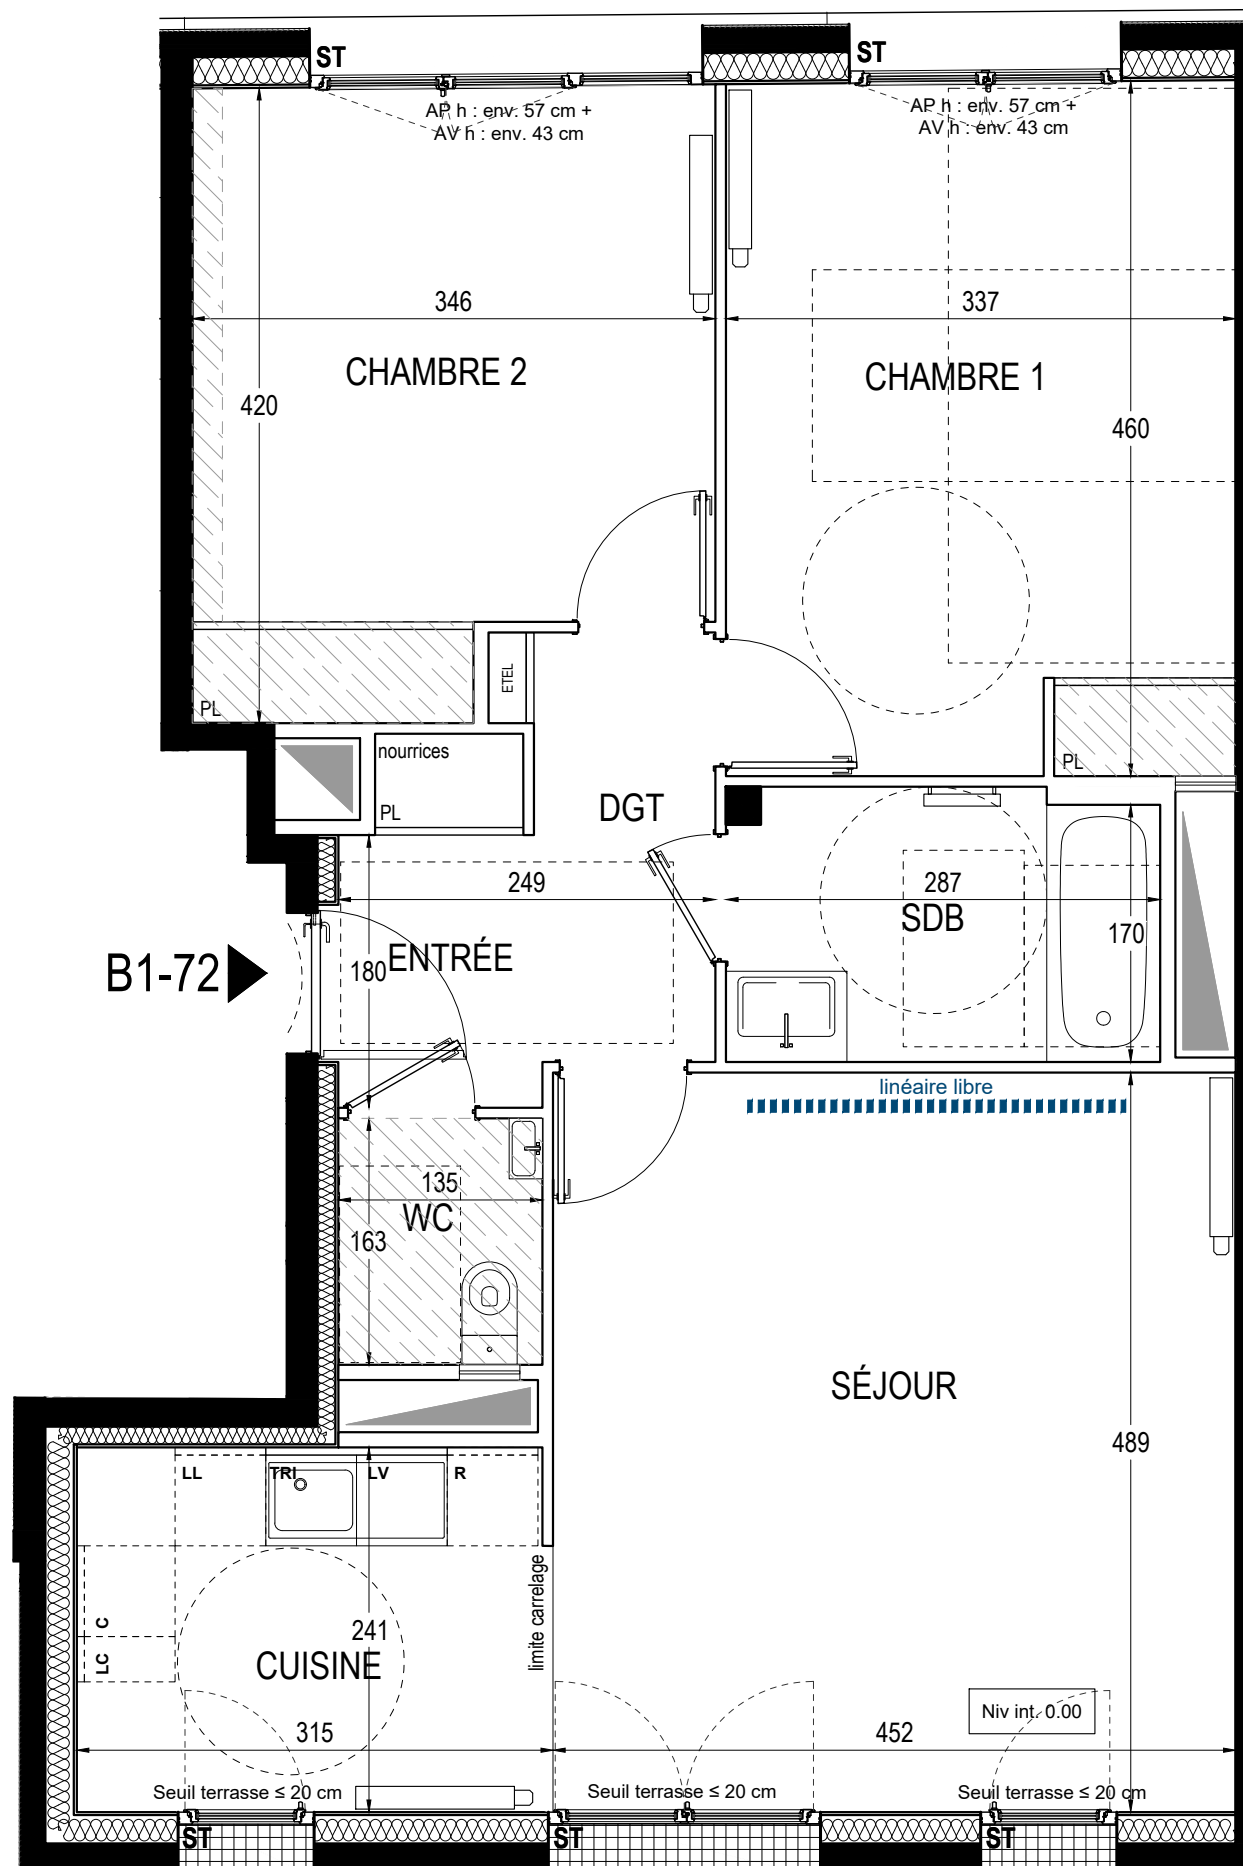 ST
ST
AP h : env. 57 cm +
AV h : env. 43 cm
AP h : env. 57 cm +
AV h : env. 43 cm
346
337
CHAMBRE 2
CHAMBRE 1
420
460
ETEL
PL
nourrices
PL
PL
DGT
249
287
SDB
170
B1-72
180
ENTRÉE
linéaire libre
135
WC
163
SÉJOUR
489
LL
TRI
LV
R
limite carrelage
C
LC
241
CUISINE
Niv int. 0.00
315
452
Seuil terrasse ≤ 20 cm
Seuil terrasse ≤ 20 cm
Seuil terrasse ≤ 20 cm
ST
ST
ST